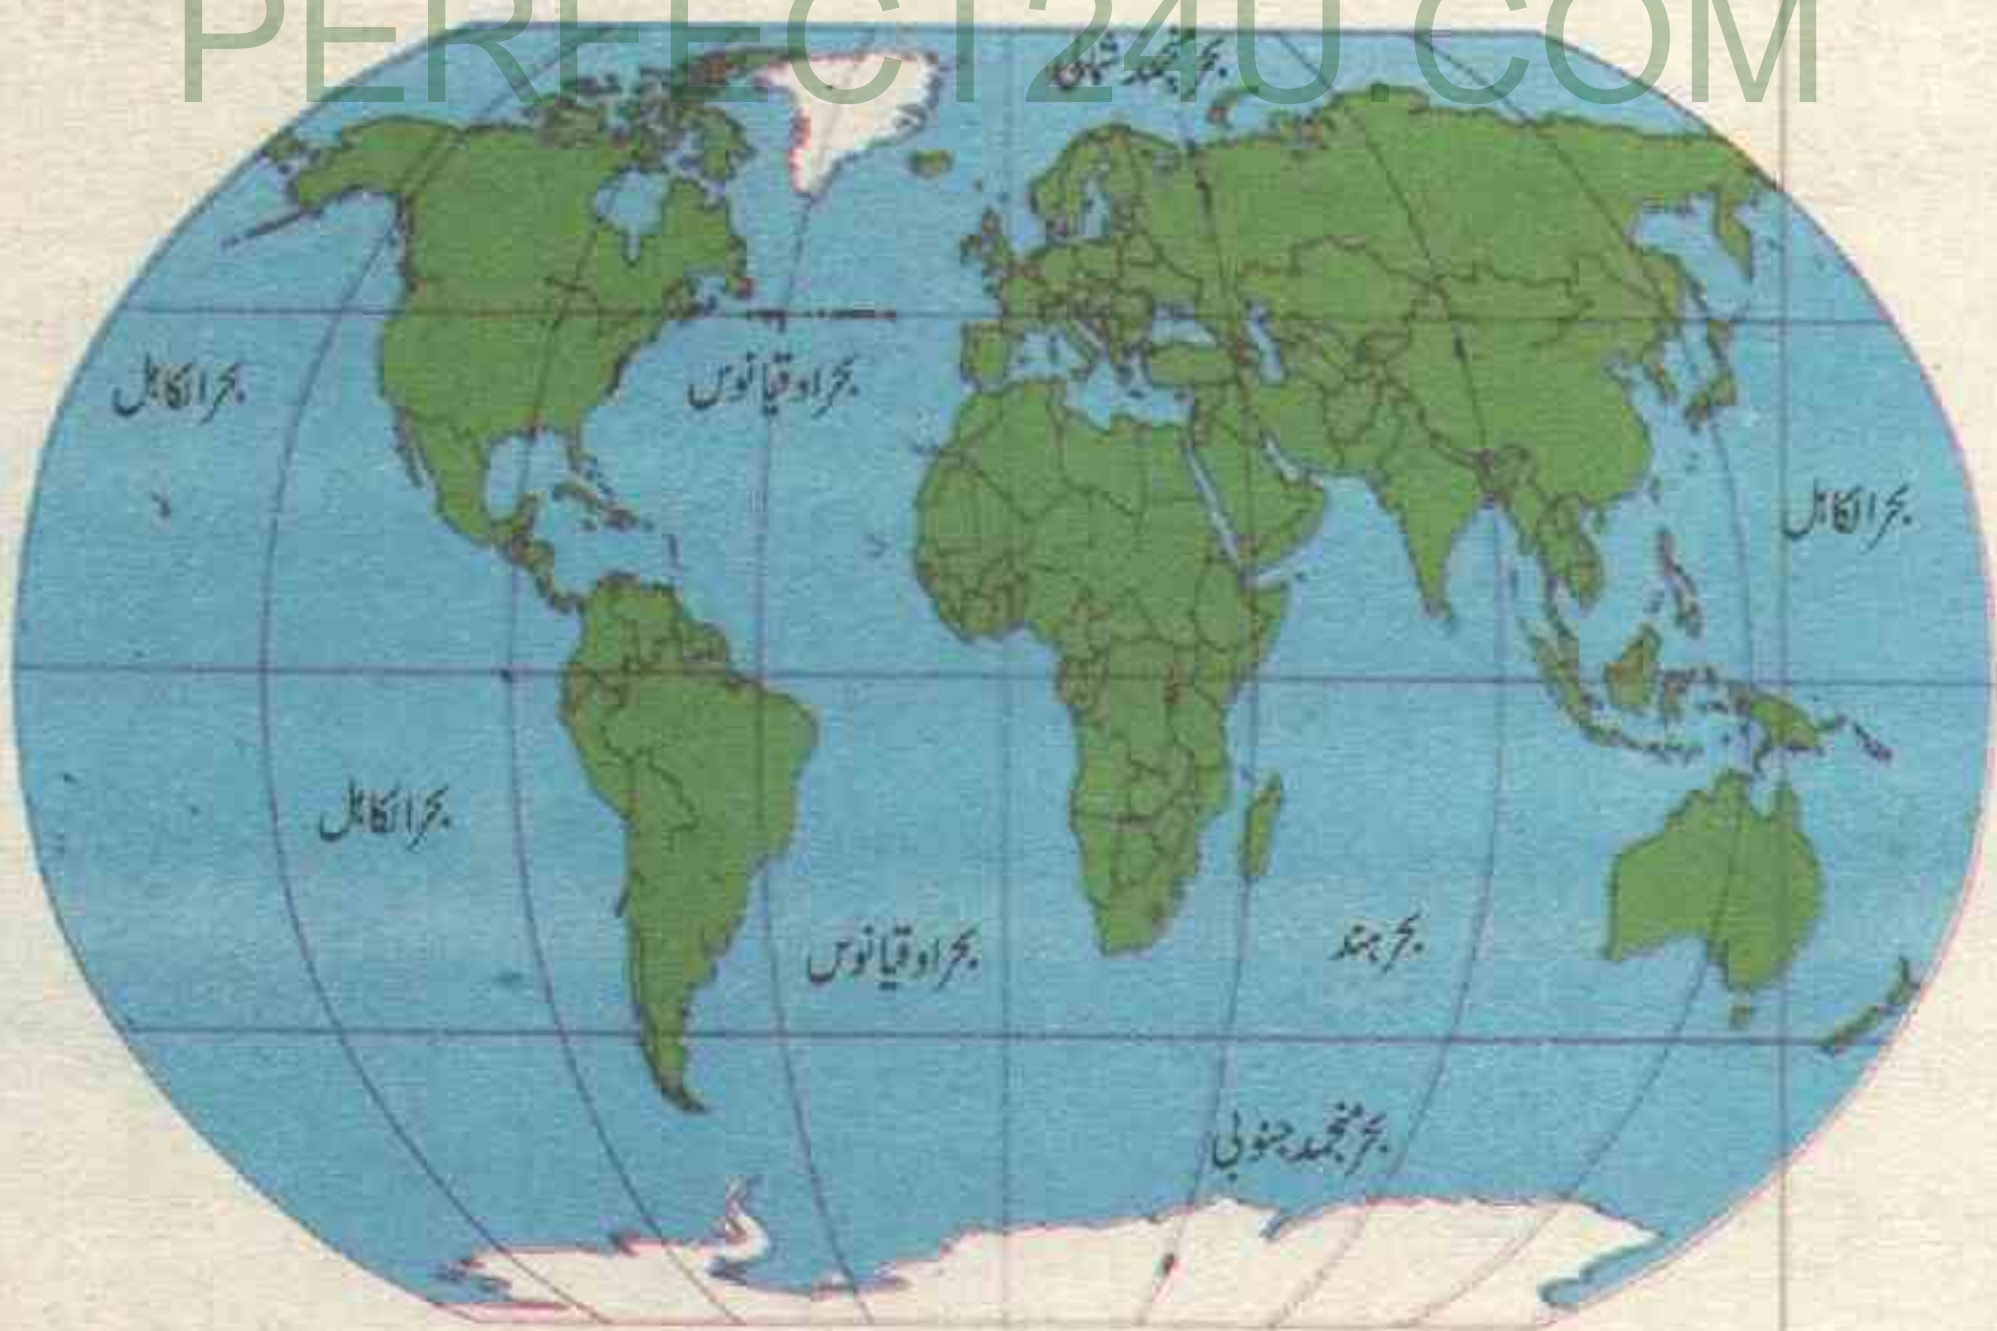 PERFECT24U.COM
بحر منجمد شمالی
بحر الکاہل
بحر اوقیانوس
بحر الکاہل
بحر الکاہل
بحر اوقیانوس
بحر ہند
بحر منجمد جنوبی